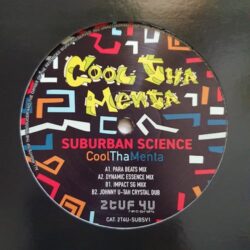 COOL THA
MENTA
SUBURBAN SCIENCE
CoolThaMenta
A1. PARA BEATS MIX
A2. DYNAMIC ESSENCE MIX
B1. IMPACT SG MIXX
B2. JOHNNY U-TAH CRYSTAL DUB
2TUF 4U
CAT. 2T4U-SUBSV1